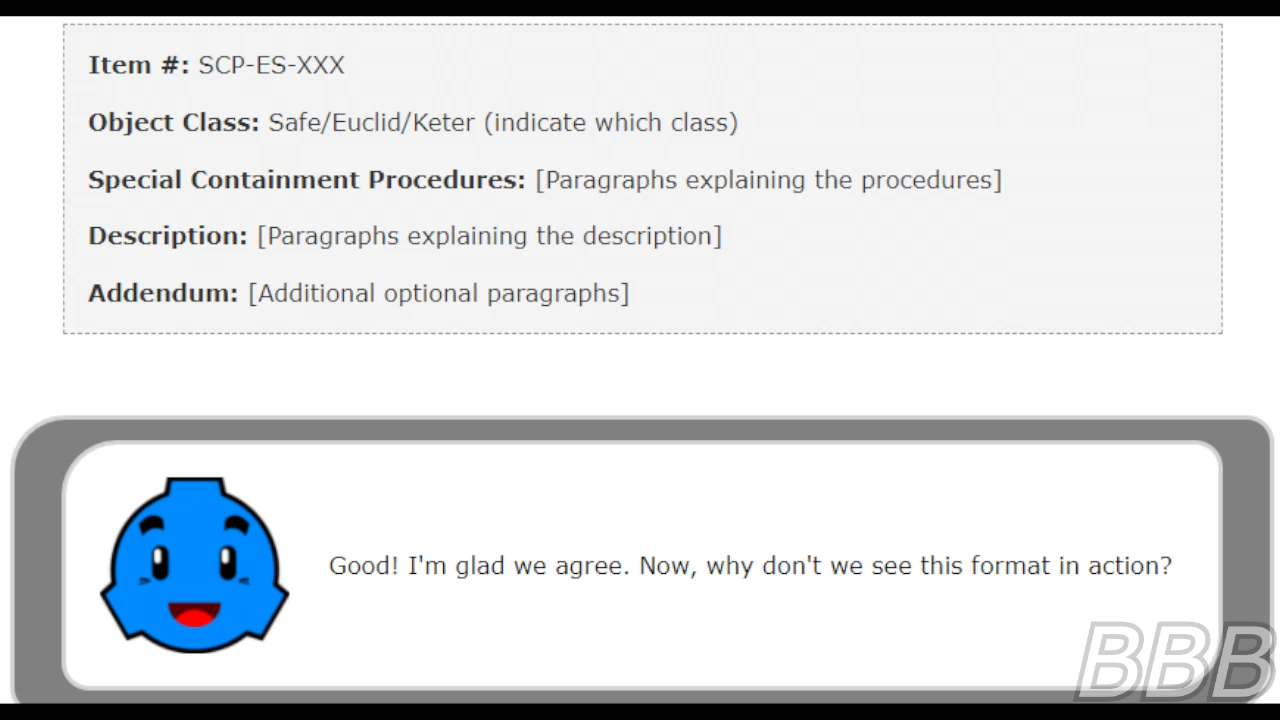 Item #: SCP-ES-XXX
Object Class: Safe/Euclid/Keter (indicate which class)
Special Containment Procedures: [Paragraphs explaining the procedures]
Description: [Paragraphs explaining the description]
Addendum: [Additional optional paragraphs]
Good! I'm glad we agree. Now, why don't we see this format in action?
BBB